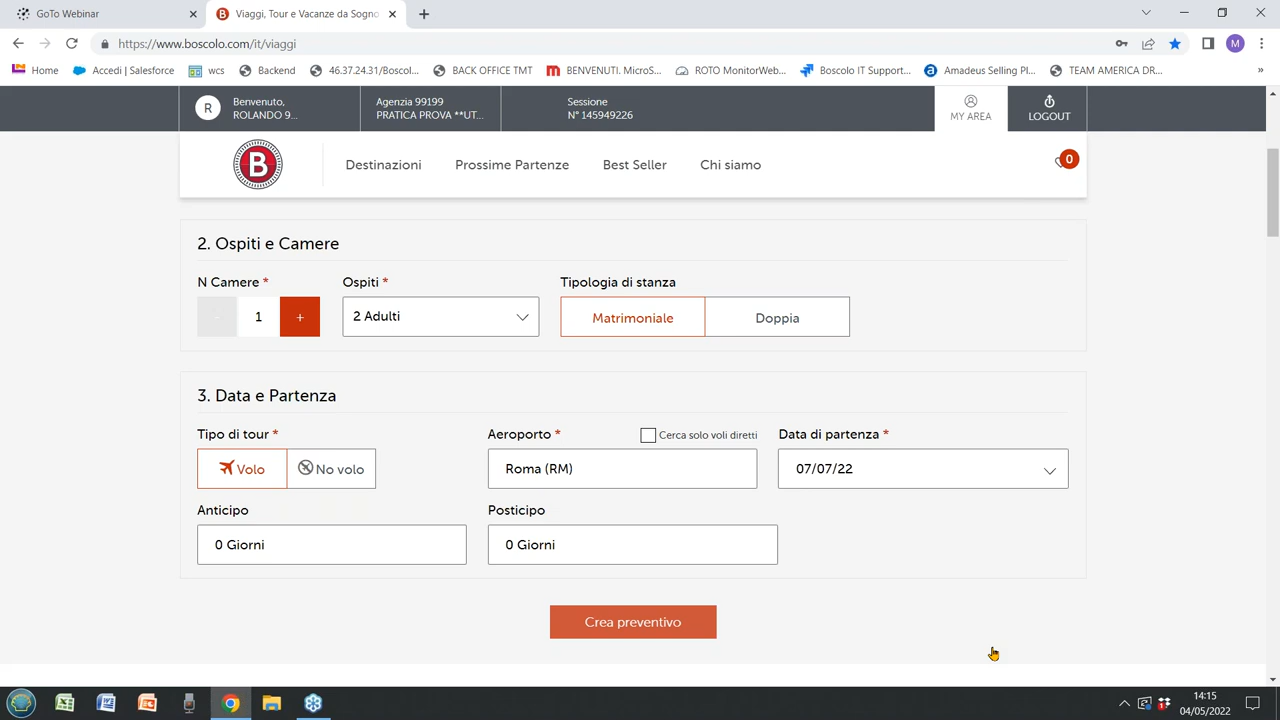 GoTo Webinar
Viaggi, Tour e Vacanze da Sogno
https://www.boscolo.com/it/viaggi
M
Home
Accedi | Salesforce
wcs
Backend
46.37.24.31/Boscol...
BACK OFFICE TMT
BENVENUTI. MicroS...
ROTO MonitorWeb...
Boscolo IT Support...
Amadeus Selling Pl...
TEAM AMERICA DR...
»
R
Benvenuto,
ROLANDO 9...
Agenzia 99199
PRATICA PROVA **UT...
Sessione
N° 145949226
MY AREA
LOGOUT
B
Destinazioni
Prossime Partenze
Best Seller
Chi siamo
0
2. Ospiti e Camere
N Camere *
Ospiti *
Tipologia di stanza
- 1 +
2 Adulti
Matrimoniale
Doppia
3. Data e Partenza
Tipo di tour *
Aeroporto *
Cerca solo voli diretti
Data di partenza *
Volo
No volo
Roma (RM)
07/07/22
Anticipo
Posticipo
0 Giorni
0 Giorni
Crea preventivo
14:15
04/05/2022